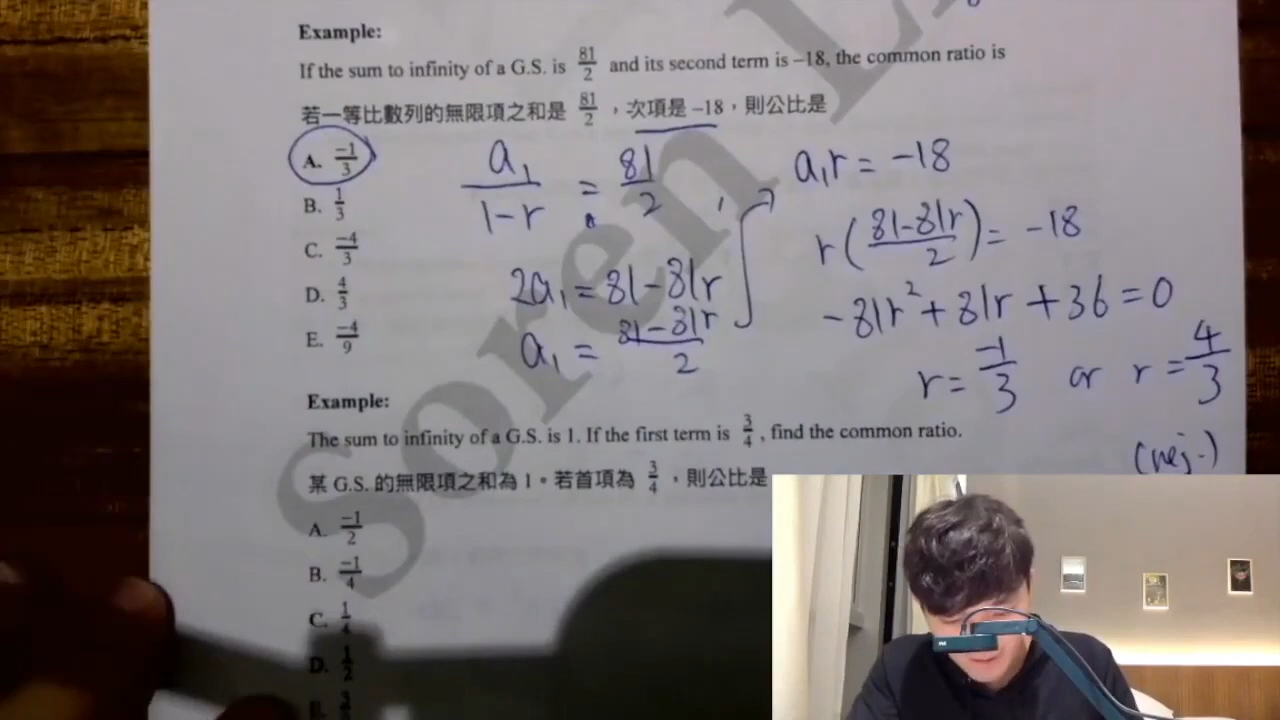 Example:
If the sum to infinity of a G.S. is 81/2 and its second term is –18, the common ratio is
若一等比數列的無限項之和是 81/2 ，次項是 –18，則公比是
A. -1/3
B. 1/3
C. -4/3
D. 4/3
E. -4/9
a₁/(1-r) = 81/2 ,
2a₁ = 81-81r
a₁ = (81-81r)/2
a₁r = -18
r((81-81r)/2) = -18
-81r² + 81r + 36 = 0
r = -1/3 or r = 4/3
(rej.)
Example:
The sum to infinity of a G.S. is 1. If the first term is 3/4, find the common ratio.
某 G.S. 的無限項之和為 1。若首項為 3/4 ，則公比是
A. -1/2
B. -1/4
C. 1/4
D. 1/2
E.
Soren